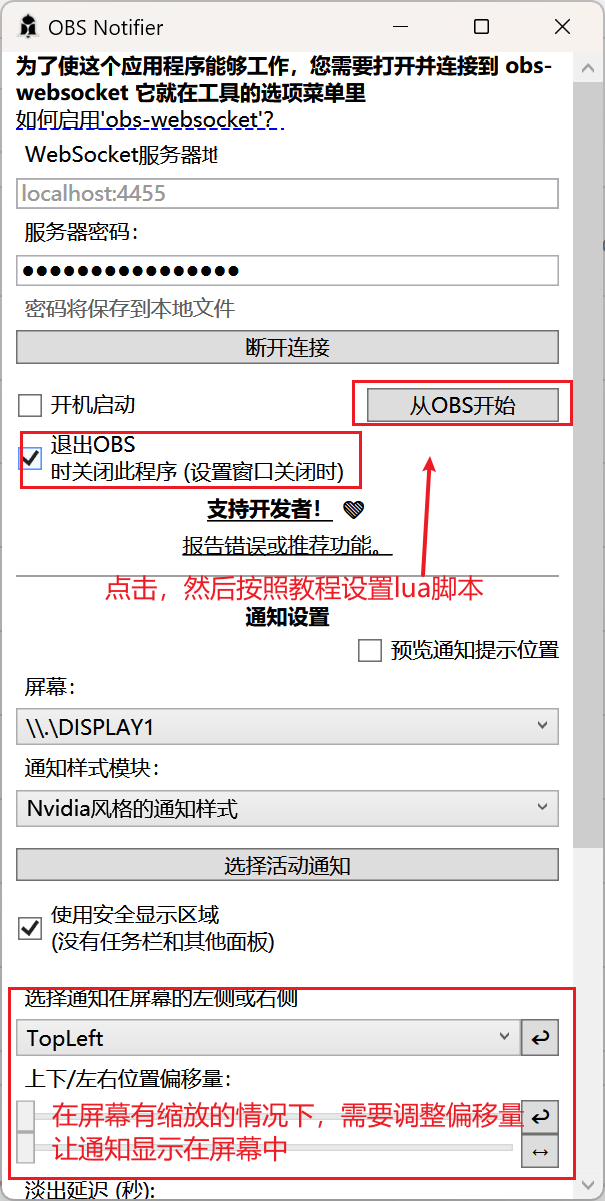 OBS Notifier
为了使这个应用程序能够工作，您需要打开并连接到 obs-
websocket 它就在工具的选项菜单里
如何启用'obs-websocket'？.
WebSocket服务器
localhost:4455
服务器密码：
●●●●●●●●●●●●●●●●
密码将保存到本地文件
断开连接
开机启动
从OBS开始
退出OBS
时关闭此程序 (设置窗口关闭时)
支持开发者！
报告错误或推荐功能。
点击，然后按照教程设置lua脚本
通知设置
预览通知提示位置
屏幕：
\\.\DISPLAY1
通知样式模块：
Nvidia风格的通知样式
选择活动通知
使用安全显示区域
(没有任务栏和其他面板)
选择通知在屏幕的左侧或右侧
TopLeft
上下/左右位置偏移量：
在屏幕有缩放的情况下，需要调整偏移量
让通知显示在屏幕中
淡出延迟 (秒):